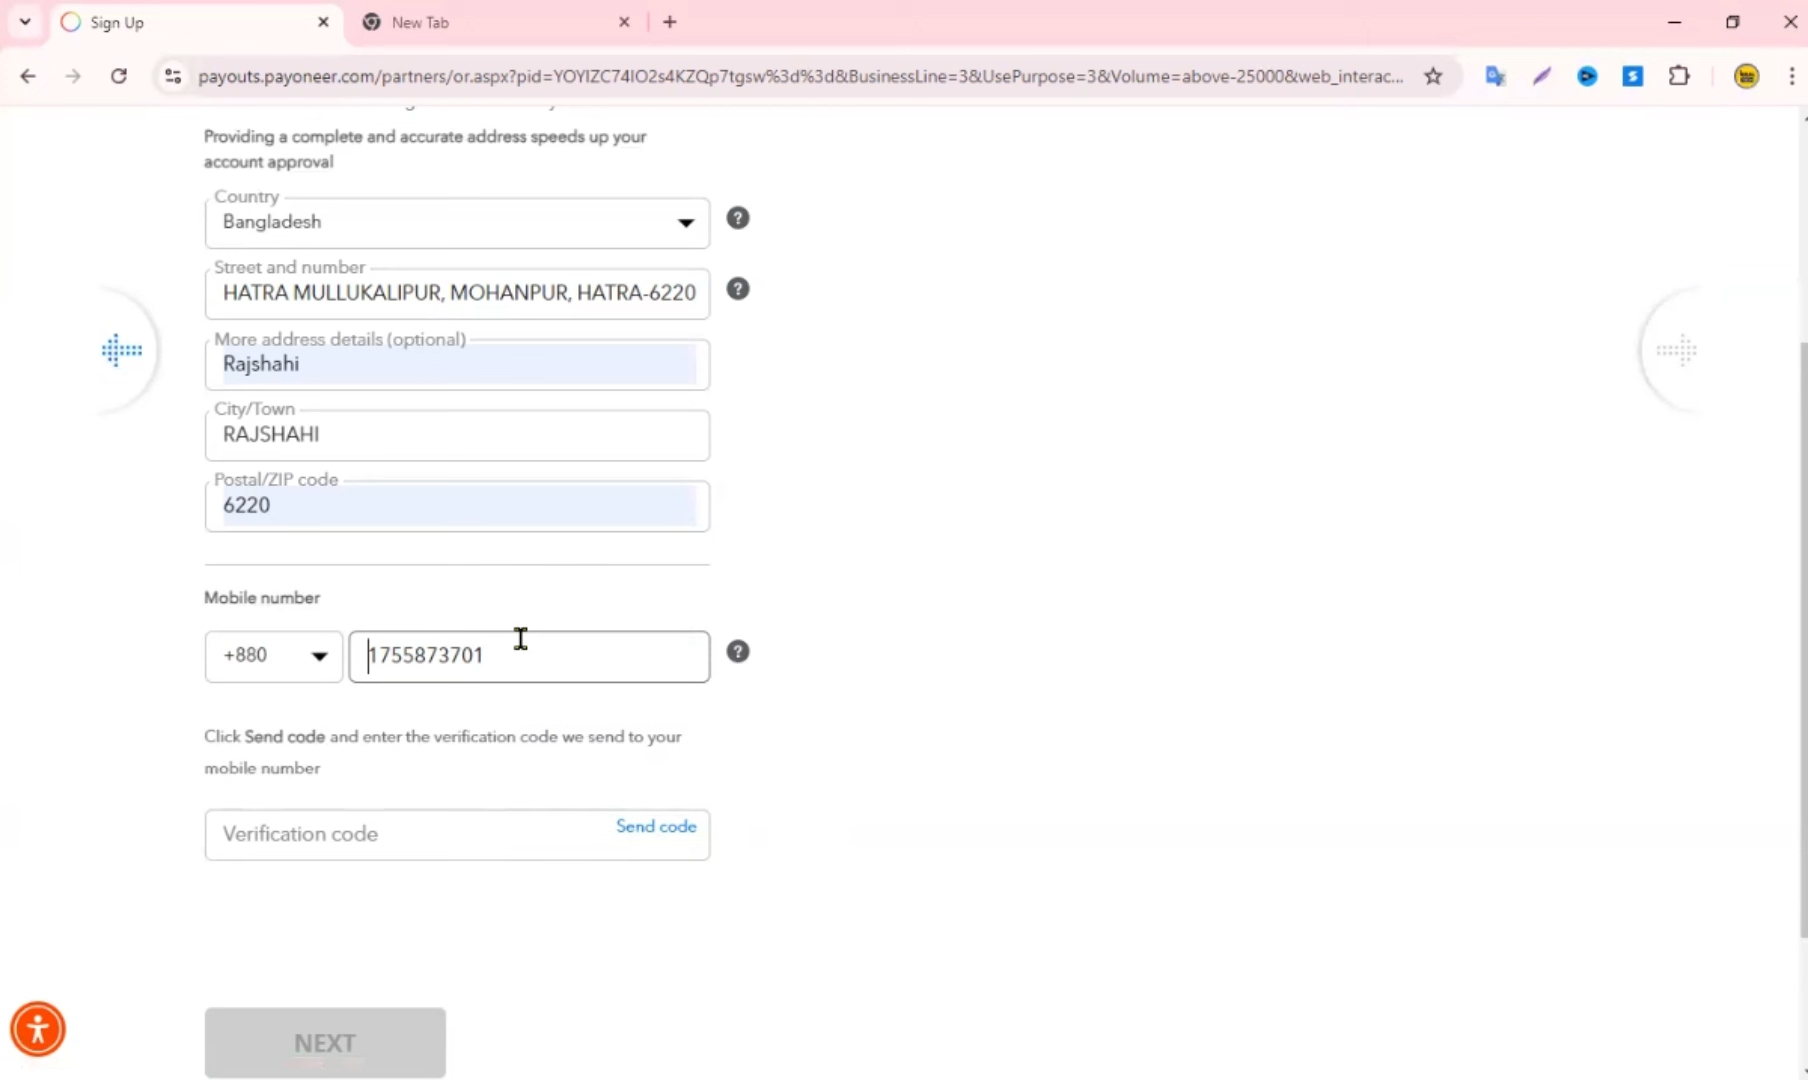 Sign Up
New Tab
payouts.payoneer.com/partners/or.aspx?pid=YOYIZC74IO2s4KZQp7tgsw%3d%3d&BusinessLine=3&UsePurpose=3&Volume=above-25000&web_interac...
Providing a complete and accurate address speeds up your
account approval
Country
Bangladesh
?
Street and number
HATRA MULLUKALIPUR, MOHANPUR, HATRA-6220
?
More address details (optional)
Rajshahi
City/Town
RAJSHAHI
Postal/ZIP code
6220
Mobile number
+880
1755873701
?
Click Send code and enter the verification code we send to your
mobile number
Verification code
Send code
NEXT